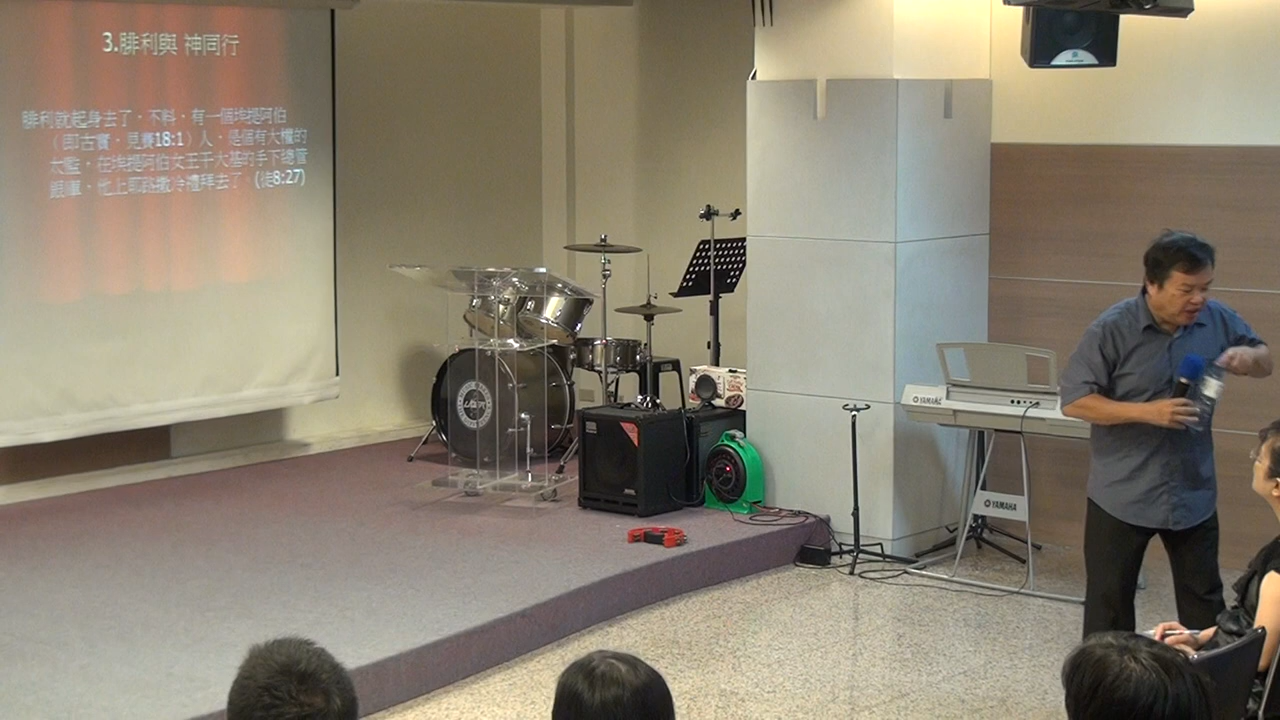 3.腓利與 神同行
腓利就起身去了，不料，有一個埃提阿伯
（即古實，見賽18:1）人，是個有大權的
太監，在埃提阿伯女王干大基的手下總管
銀庫，他上耶路撒冷禮拜去了 (徒8:27)
YAMAHA
YAMAHA